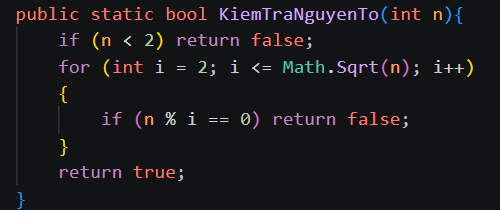 public static bool KiemTraNguyenTo(int n){
    if (n < 2) return false;
    for (int i = 2; i <= Math.Sqrt(n); i++)
    {
        if (n % i == 0) return false;
    }
    return true;
}